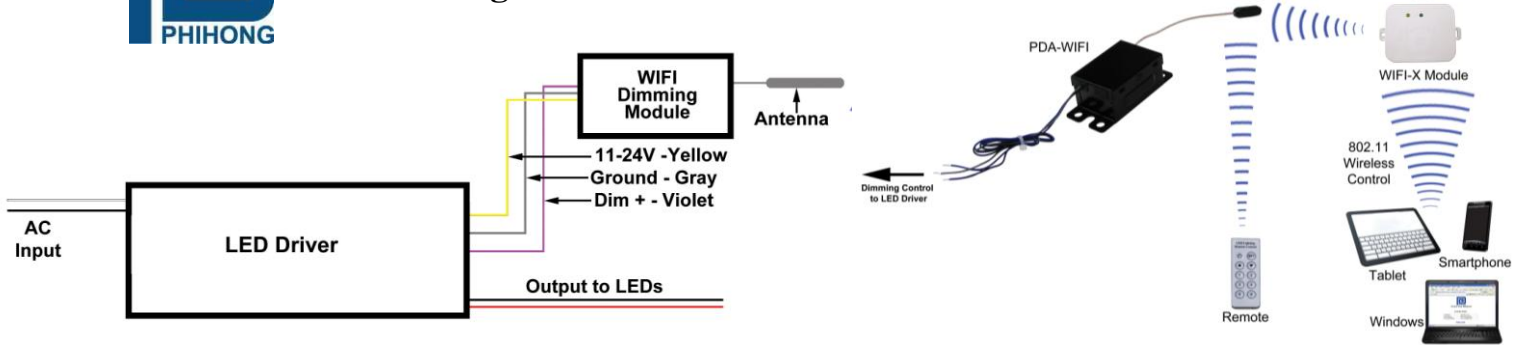 PHIHONG
WIFI
Dimming
Module
Antenna
11-24V -Yellow
Ground - Gray
Dim + - Violet
AC
Input
LED Driver
Output to LEDs
PDA-WIFI
WIFI-X Module
802.11
Wireless
Control
Dimming Control
to LED Driver
Remote
Tablet
Smartphone
Windows